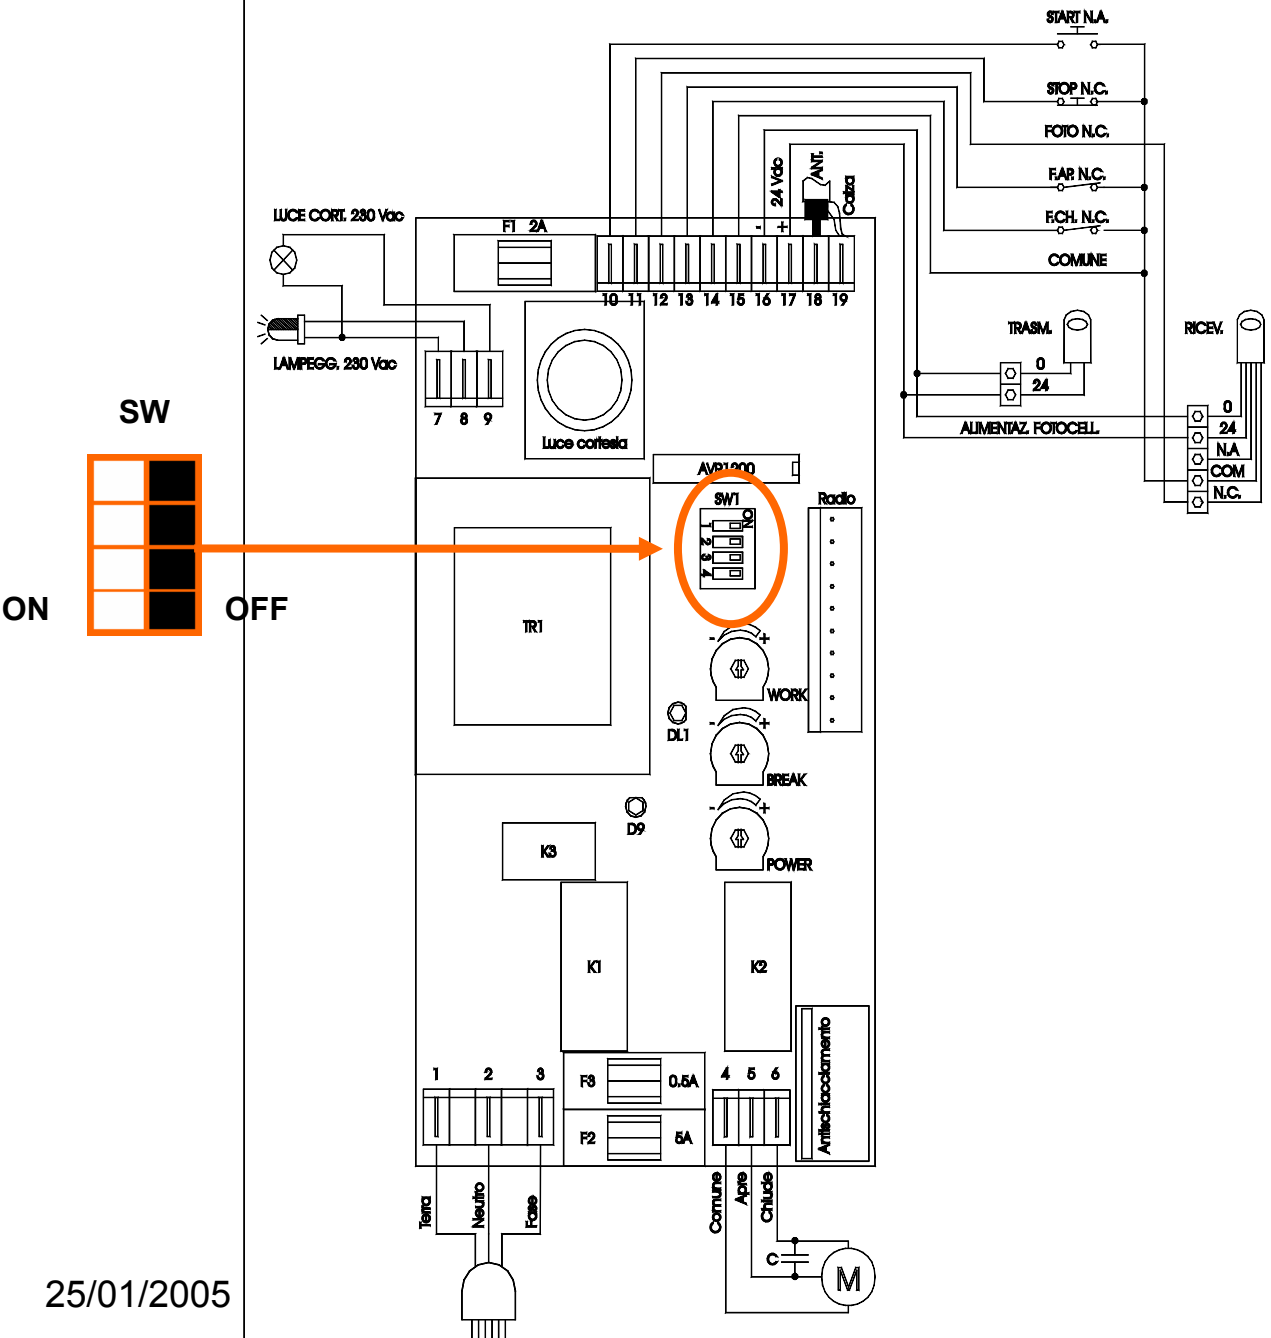 START N.A.
STOP N.C.
FOTO N.C.
F.AP. N.C.
F.CH. N.C.
COMUNE
24 Vdc
ANT.
Calza
- +
LUCE CORT. 230 Vac
F1 2A
10 11 12 13 14 15 16 17 18 19
LAMPEGG. 230 Vac
7 8 9
Luce cortesia
TRASM.
0
24
RICEV.
0
24
N.A
COM
N.C.
ALIMENTAZ. FOTOCELL.
SW
ON
OFF
AVR1200
SW1
ON
1
2
3
4
Radio
TR1
- +
WORK
DL1
- +
BREAK
D9
- +
POWER
K3
K1
K2
Antischiacciamento
1 2 3
F3 0.5A
F2 5A
4 5 6
Terra
Neutro
Fase
Comune
Apre
Chiude
C
M
25/01/2005